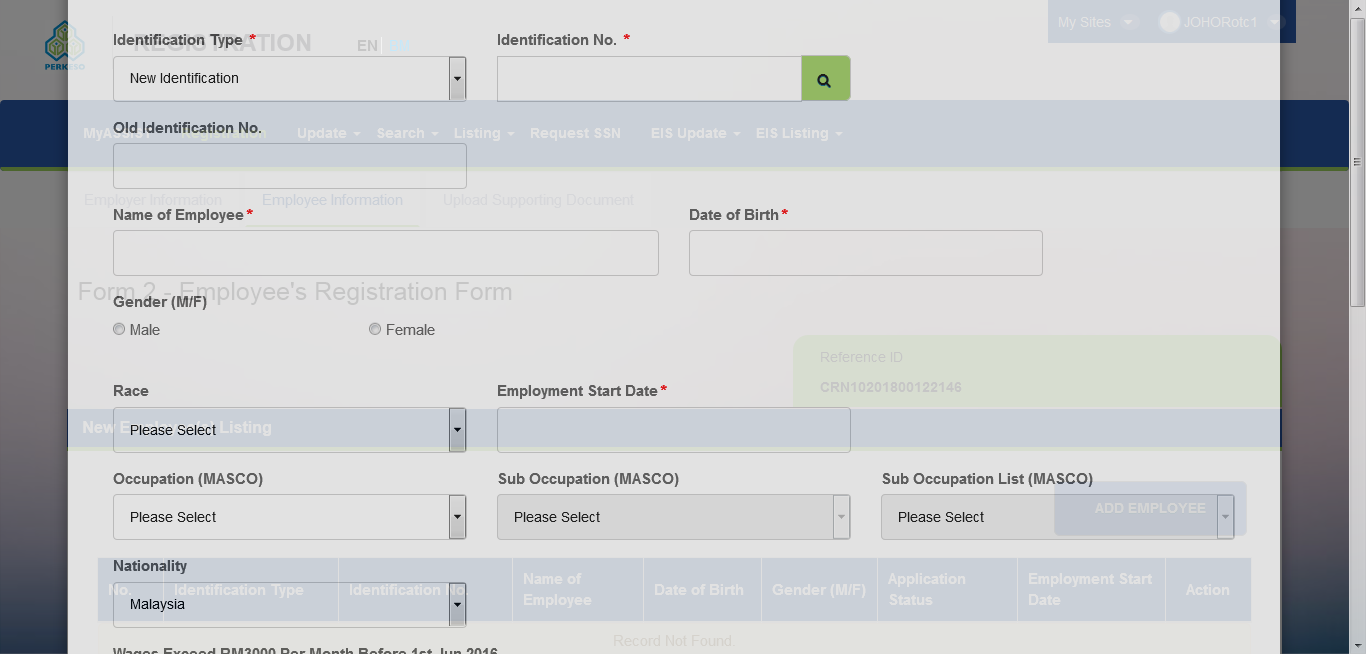 My Sites
JOHORotc1
REGISTRATION
EN
PERKESO
Identification Type *
Identification No. *
New Identification
Old Identification No.
Update
Search
Listing
Request SSN
EIS Update
EIS Listing
Employer Information
Employee Information
Upload Supporting Document
Name of Employee *
Date of Birth *
Form 2 - Employee's Registration Form
Gender (M/F)
Male
Female
Reference ID
CRN10201800122146
Race
Employment Start Date *
Please Select
New
Listing
Occupation (MASCO)
Sub Occupation (MASCO)
Sub Occupation List (MASCO)
Please Select
Please Select
Please Select
ADD EMPLOYEE
Nationality
Malaysia
No.
Identification Type
Identification No.
Name of Employee
Date of Birth
Gender (M/F)
Application Status
Employment Start Date
Action
Record Not Found.
Wages Exceed RM3000 Per Month Before 1st Jun 2016